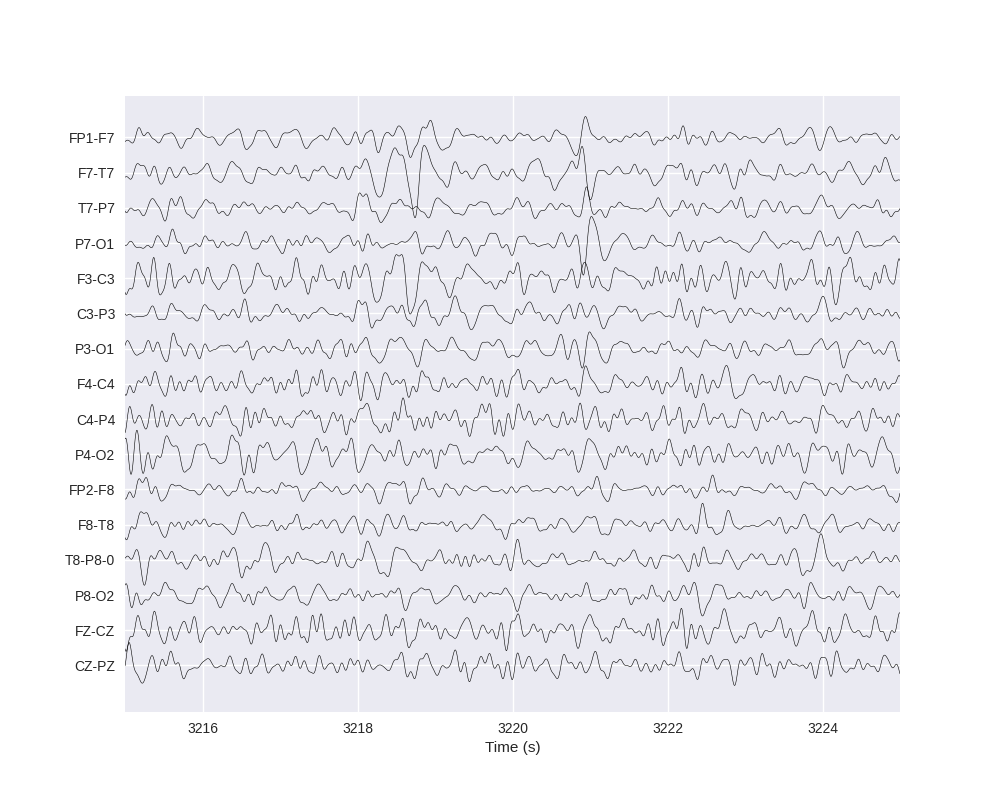 FP1-F7
F7-T7
T7-P7
P7-O1
F3-C3
C3-P3
P3-O1
F4-C4
C4-P4
P4-O2
FP2-F8
F8-T8
T8-P8-0
P8-O2
FZ-CZ
CZ-PZ
3216 3218 3220 3222 3224
Time (s)